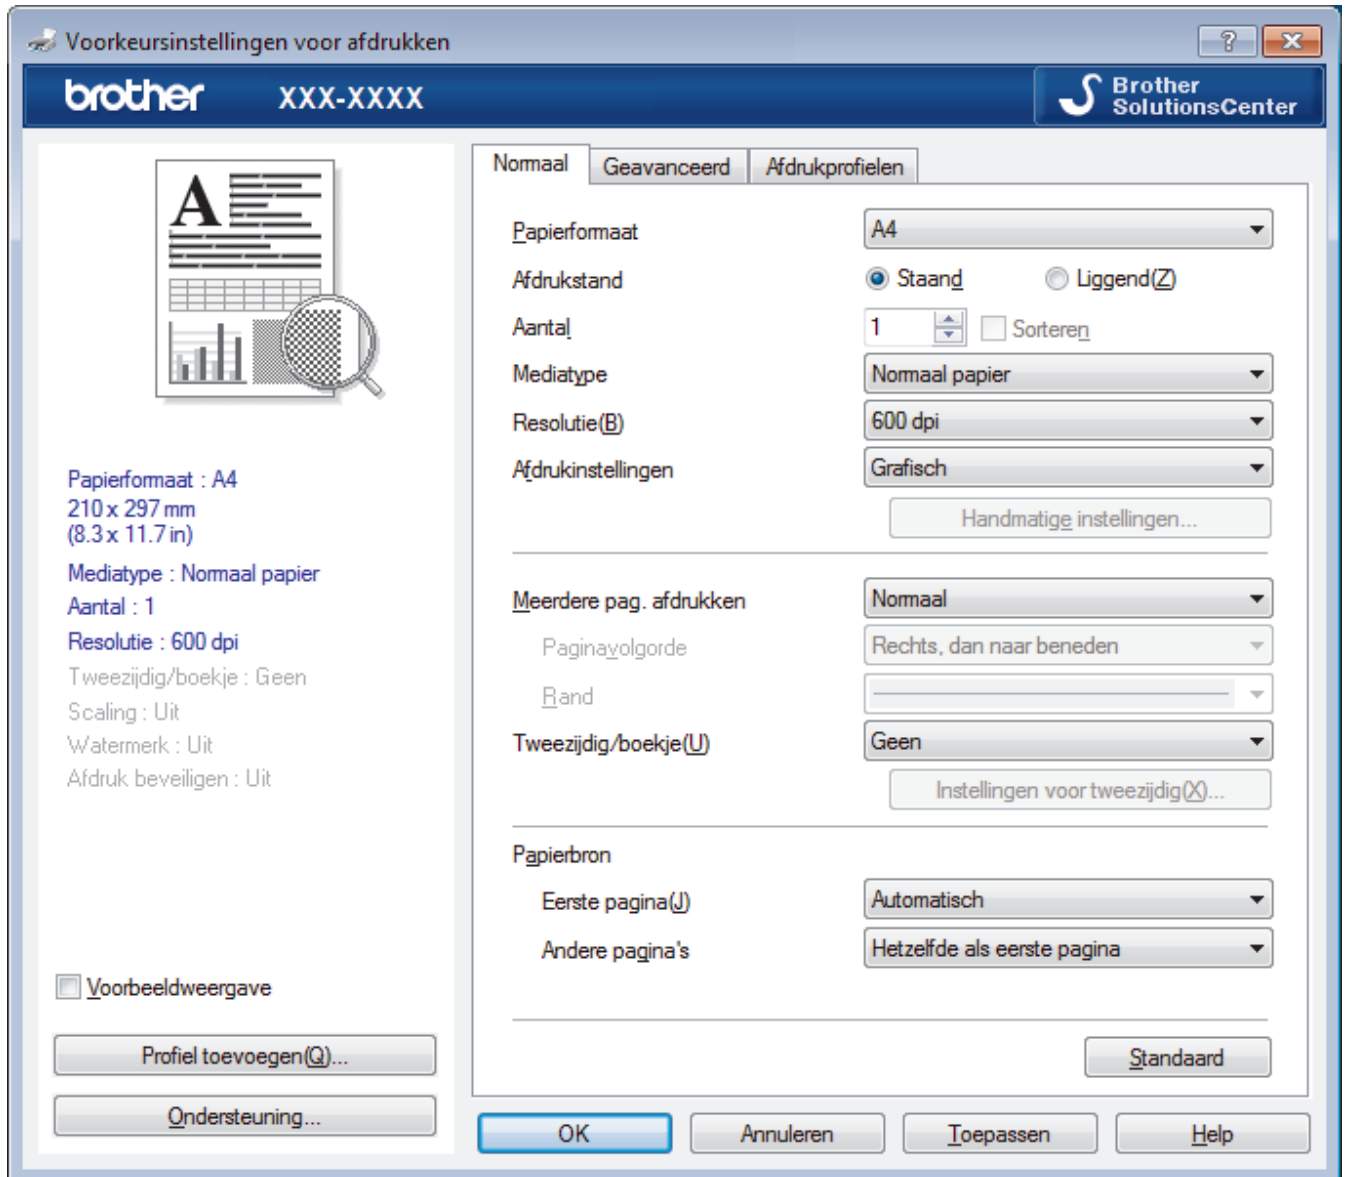 Voorkeursinstellingen voor afdrukken
brother XXX-XXXX
Brother
SolutionsCenter
A
Papierformaat : A4
210 x 297 mm
(8.3 x 11.7 in)
Mediatype : Normaal papier
Aantal : 1
Resolutie : 600 dpi
Tweezijdig/boekje : Geen
Scaling : Uit
Watermerk : Uit
Afdruk beveiligen : Uit
Voorbeeldweergave
Profiel toevoegen(Q)...
Ondersteuning...
Normaal Geavanceerd Afdrukprofielen
Papierformaat A4
Afdrukstand Staand Liggend(Z)
Aantal 1 Sorteren
Mediatype Normaal papier
Resolutie(B) 600 dpi
Afdrukinstellingen Grafisch
Handmatige instellingen...
Meerdere pag. afdrukken Normaal
Paginavolgorde Rechts, dan naar beneden
Rand
Tweezijdig/boekje(U) Geen
Instellingen voor tweezijdig(X)...
Papierbron
Eerste pagina(J) Automatisch
Andere pagina's Hetzelfde als eerste pagina
Standaard
OK Annuleren Toepassen Help